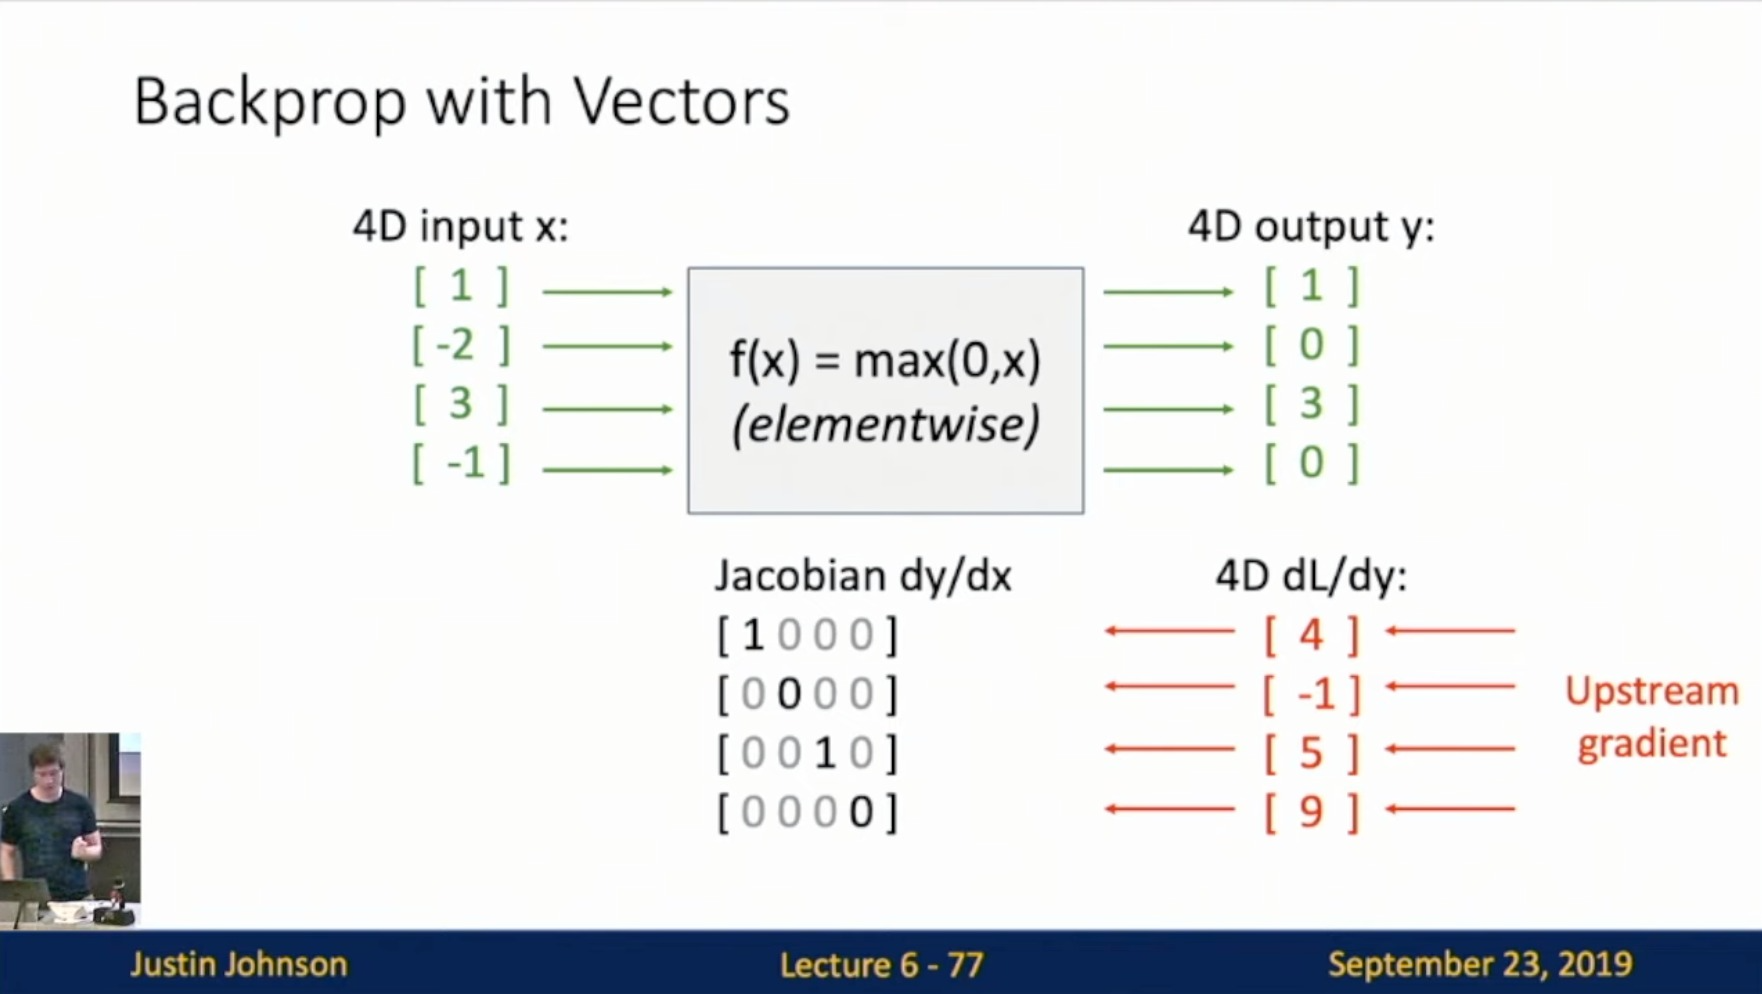 Backprop with Vectors
4D input x:
[ 1 ]
[ -2 ]
[ 3 ]
[ -1 ]
f(x) = max(0,x)
(elementwise)
4D output y:
[ 1 ]
[ 0 ]
[ 3 ]
[ 0 ]
Jacobian dy/dx
[ 1 0 0 0 ]
[ 0 0 0 0 ]
[ 0 0 1 0 ]
[ 0 0 0 0 ]
4D dL/dy:
[ 4 ]
[ -1 ]
[ 5 ]
[ 9 ]
Upstream
gradient
Justin Johnson
Lecture 6 - 77
September 23, 2019